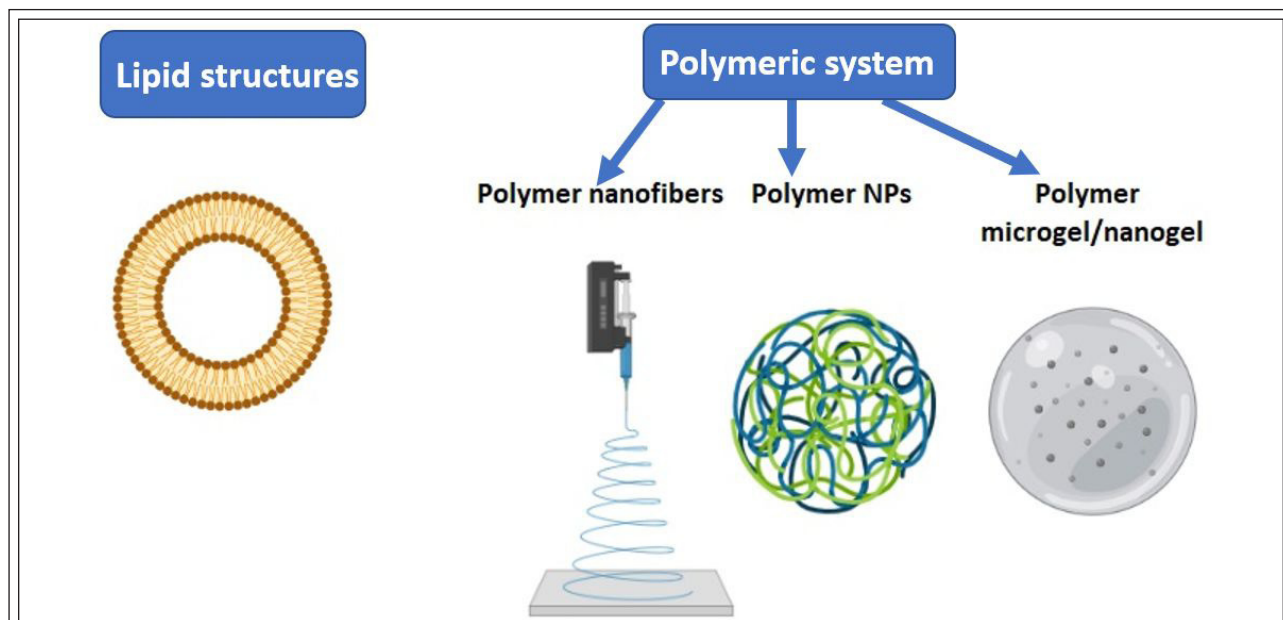 Lipid structures
Polymeric system
Polymer nanofibers
Polymer NPs
Polymer
microgel/nanogel